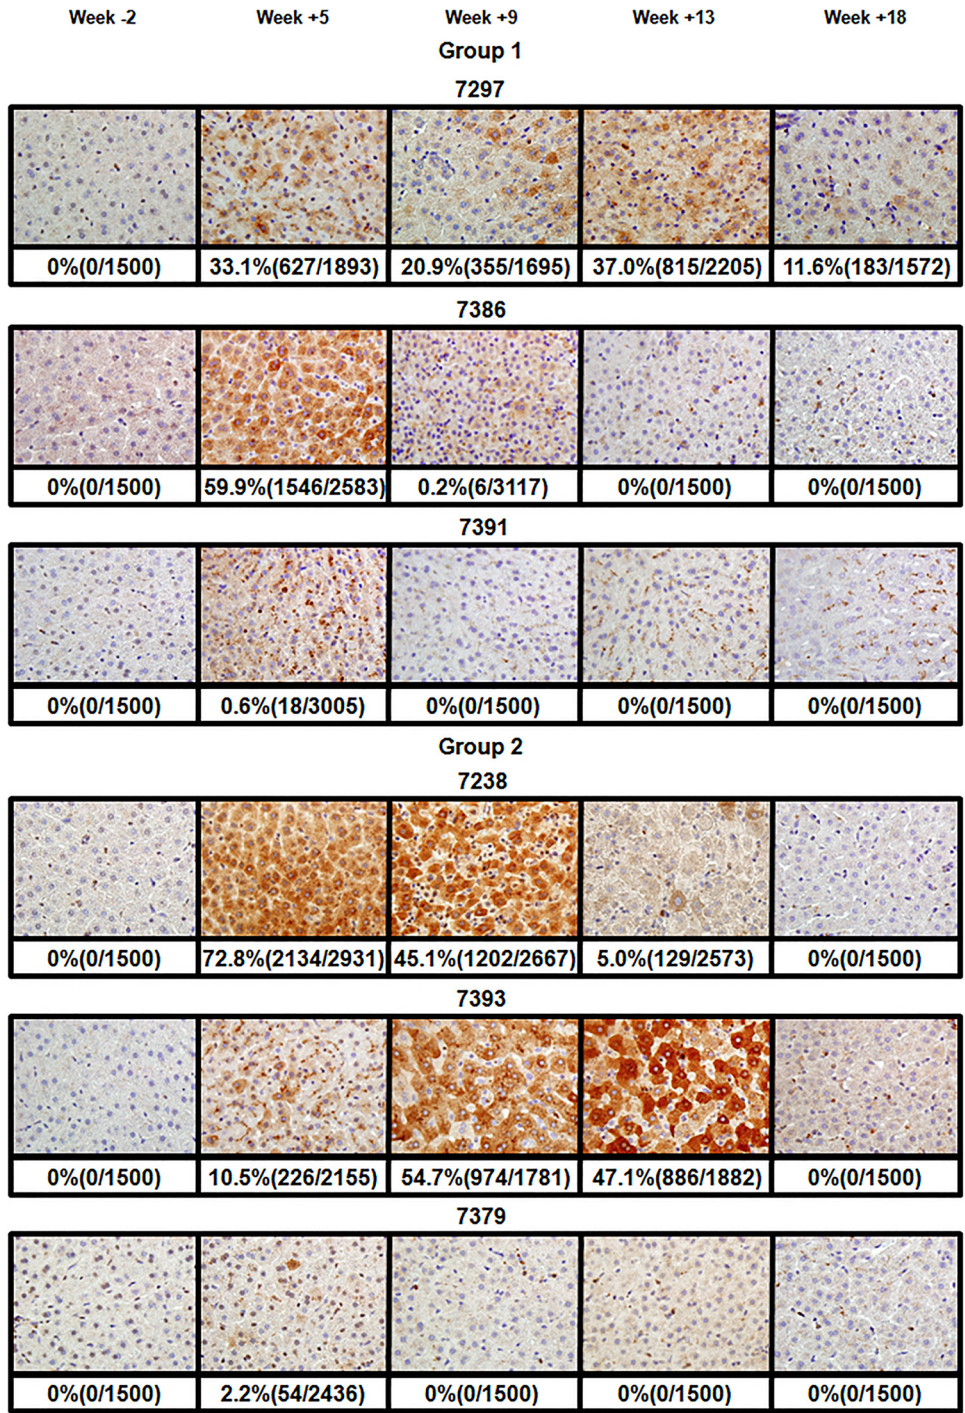 Week -2 Week +5 Week +9 Week +13 Week +18
Group 1
7297
0%(0/1500) 33.1%(627/1893) 20.9%(355/1695) 37.0%(815/2205) 11.6%(183/1572)
7386
0%(0/1500) 59.9%(1546/2583) 0.2%(6/3117) 0%(0/1500) 0%(0/1500)
7391
0%(0/1500) 0.6%(18/3005) 0%(0/1500) 0%(0/1500) 0%(0/1500)
Group 2
7238
0%(0/1500) 72.8%(2134/2931) 45.1%(1202/2667) 5.0%(129/2573) 0%(0/1500)
7393
0%(0/1500) 10.5%(226/2155) 54.7%(974/1781) 47.1%(886/1882) 0%(0/1500)
7379
0%(0/1500) 2.2%(54/2436) 0%(0/1500) 0%(0/1500) 0%(0/1500)